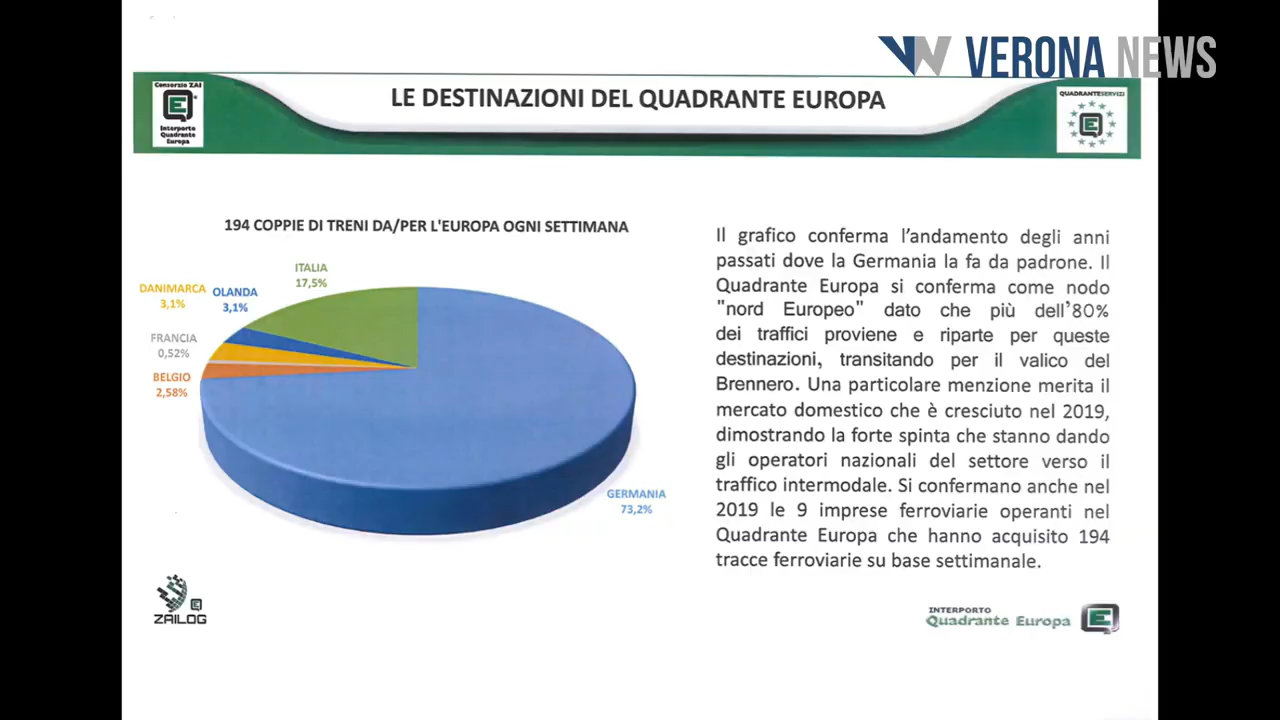 VERONA NEWS
Consorzio ZAI
Interporto
Quadrante
Europa
LE DESTINAZIONI DEL QUADRANTE EUROPA
QUADRANTESERVIZI
194 COPPIE DI TRENI DA/PER L'EUROPA OGNI SETTIMANA
ITALIA
17,5%
DANIMARCA
3,1%
OLANDA
3,1%
FRANCIA
0,52%
BELGIO
2,58%
GERMANIA
73,2%
Il grafico conferma l’andamento degli anni
passati dove la Germania la fa da padrone. Il
Quadrante Europa si conferma come nodo
"nord Europeo" dato che più dell’80%
dei traffici proviene e riparte per queste
destinazioni, transitando per il valico del
Brennero. Una particolare menzione merita il
mercato domestico che è cresciuto nel 2019,
dimostrando la forte spinta che stanno dando
gli operatori nazionali del settore verso il
traffico intermodale. Si confermano anche nel
2019 le 9 imprese ferroviarie operanti nel
Quadrante Europa che hanno acquisito 194
tracce ferroviarie su base settimanale.
ZAILOG
INTERPORTO
Quadrante Europa